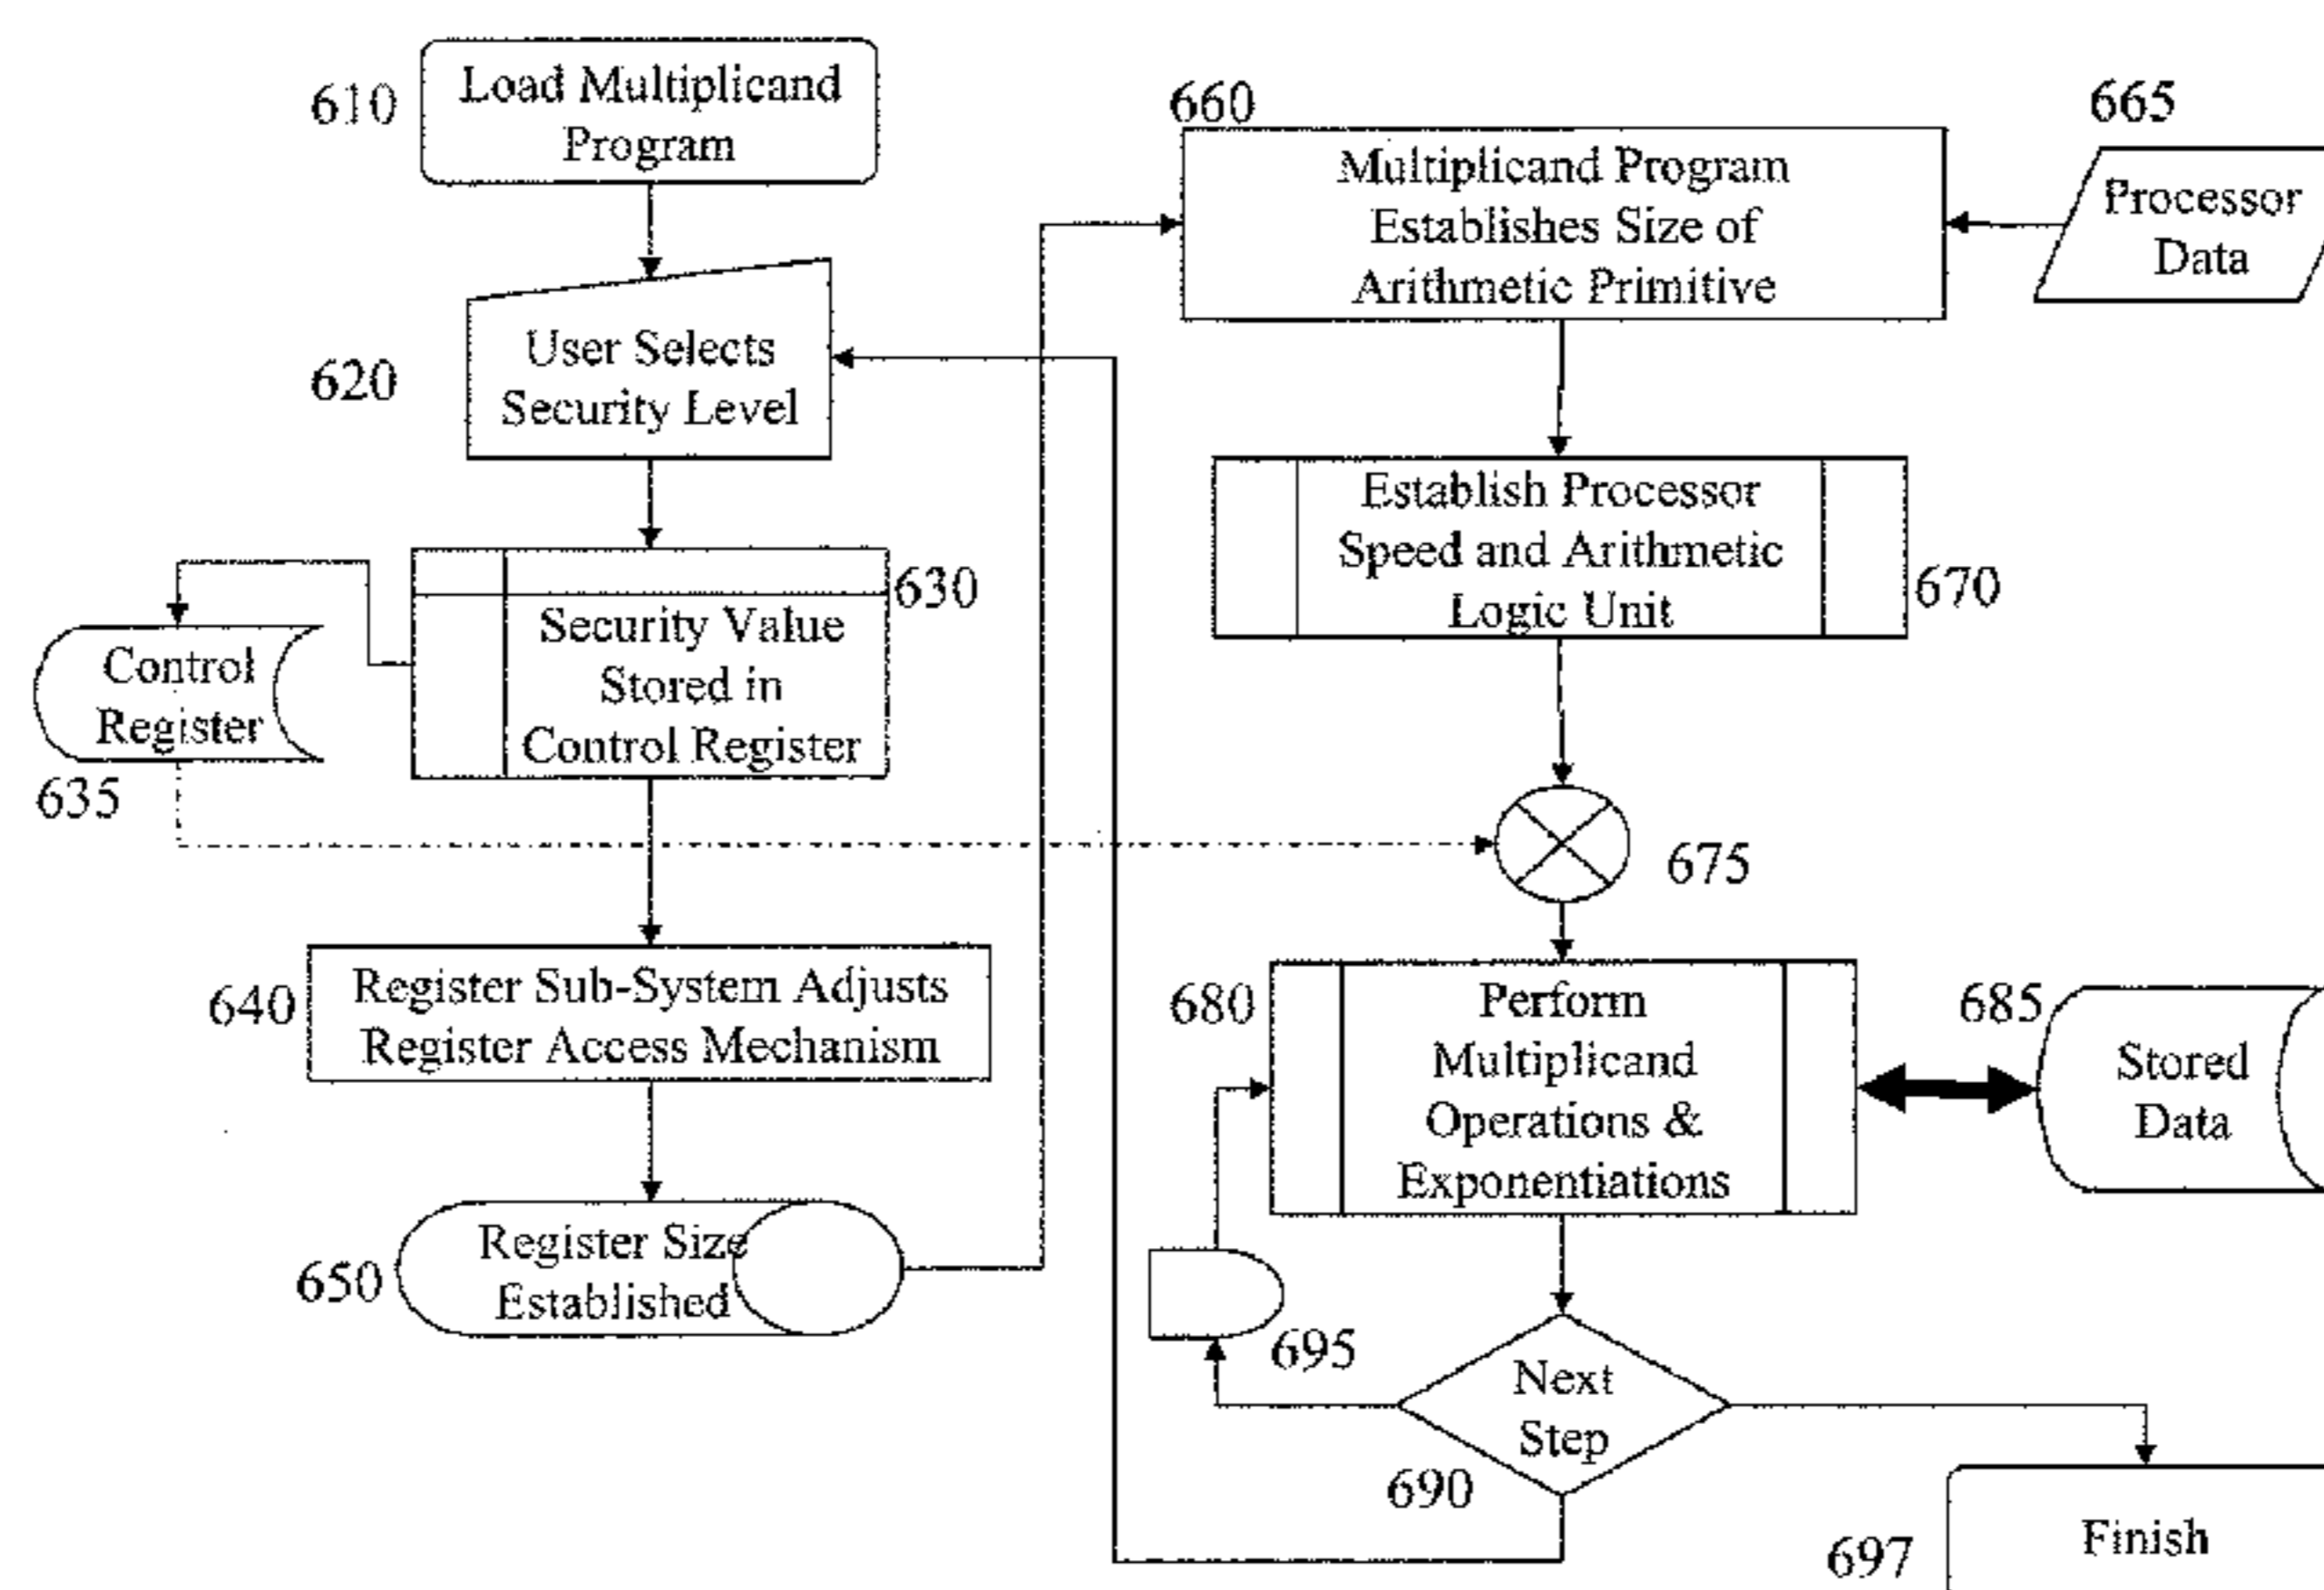 610
Load Multiplicand
Program
620
User Selects
Security Level
630
Security Value
Stored in
Control Register
Control
Register
635
640
Register Sub-System Adjusts
Register Access Mechanism
650
Register Size
Established
660
Multiplicand Program
Establishes Size of
Arithmetic Primitive
665
Processor
Data
Establish Processor
Speed and Arithmetic
Logic Unit
670
675
680
Perform
Multiplicand
Operations &
Exponentiations
685
Stored
Data
695
Next
Step
690
697
Finish